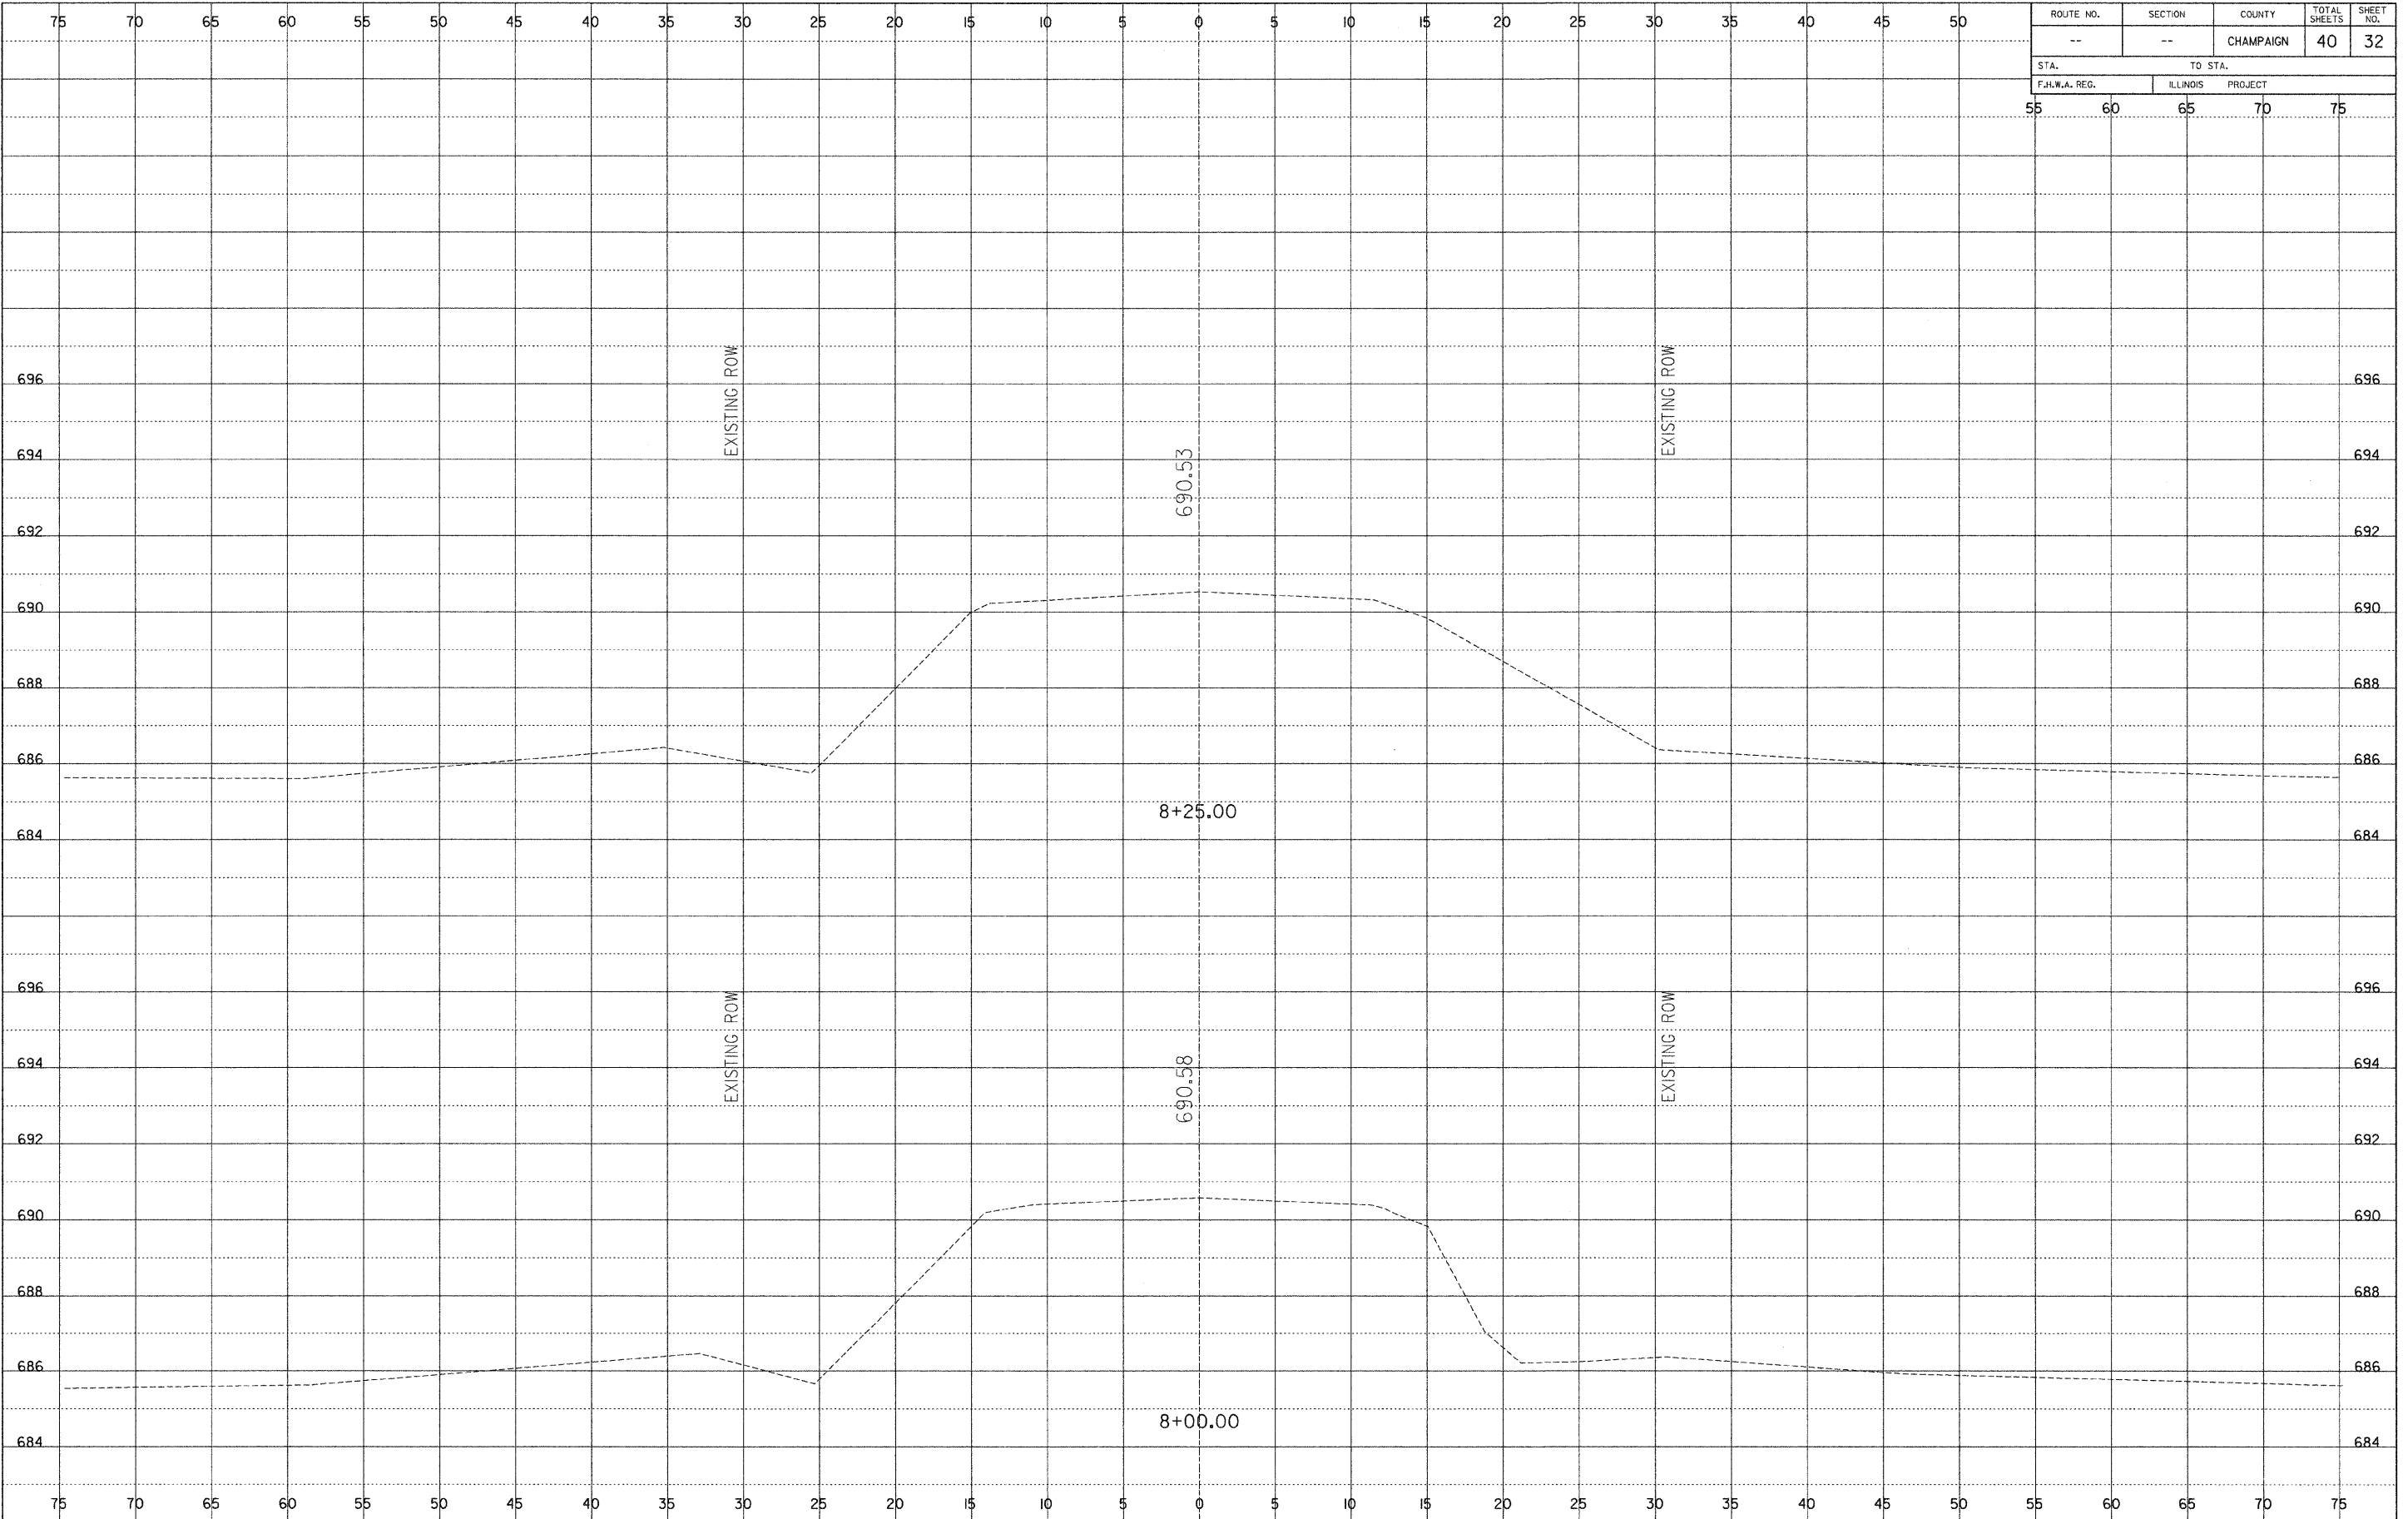 75 70 65 60 55 50 45 40 35 30 25 20 15 10 5 0 5 10 15 20 25 30 35 40 45 50
ROUTE NO. SECTION COUNTY TOTAL SHEETS SHEET NO.
-- -- CHAMPAIGN 40 32
STA. TO STA.
F.H.W.A. REG. ILLINOIS PROJECT
55 60 65 70 75
EXISTING ROW
EXISTING ROW
696 696
694 694
690.53
692 692
690 690
688 688
686 686
8+25.00
684 684
EXISTING ROW
EXISTING ROW
696 696
694 694
690.58
692 692
690 690
688 688
686 686
8+00.00
684 684
75 70 65 60 55 50 45 40 35 30 25 20 15 10 5 0 5 10 15 20 25 30 35 40 45 50 55 60 65 70 75